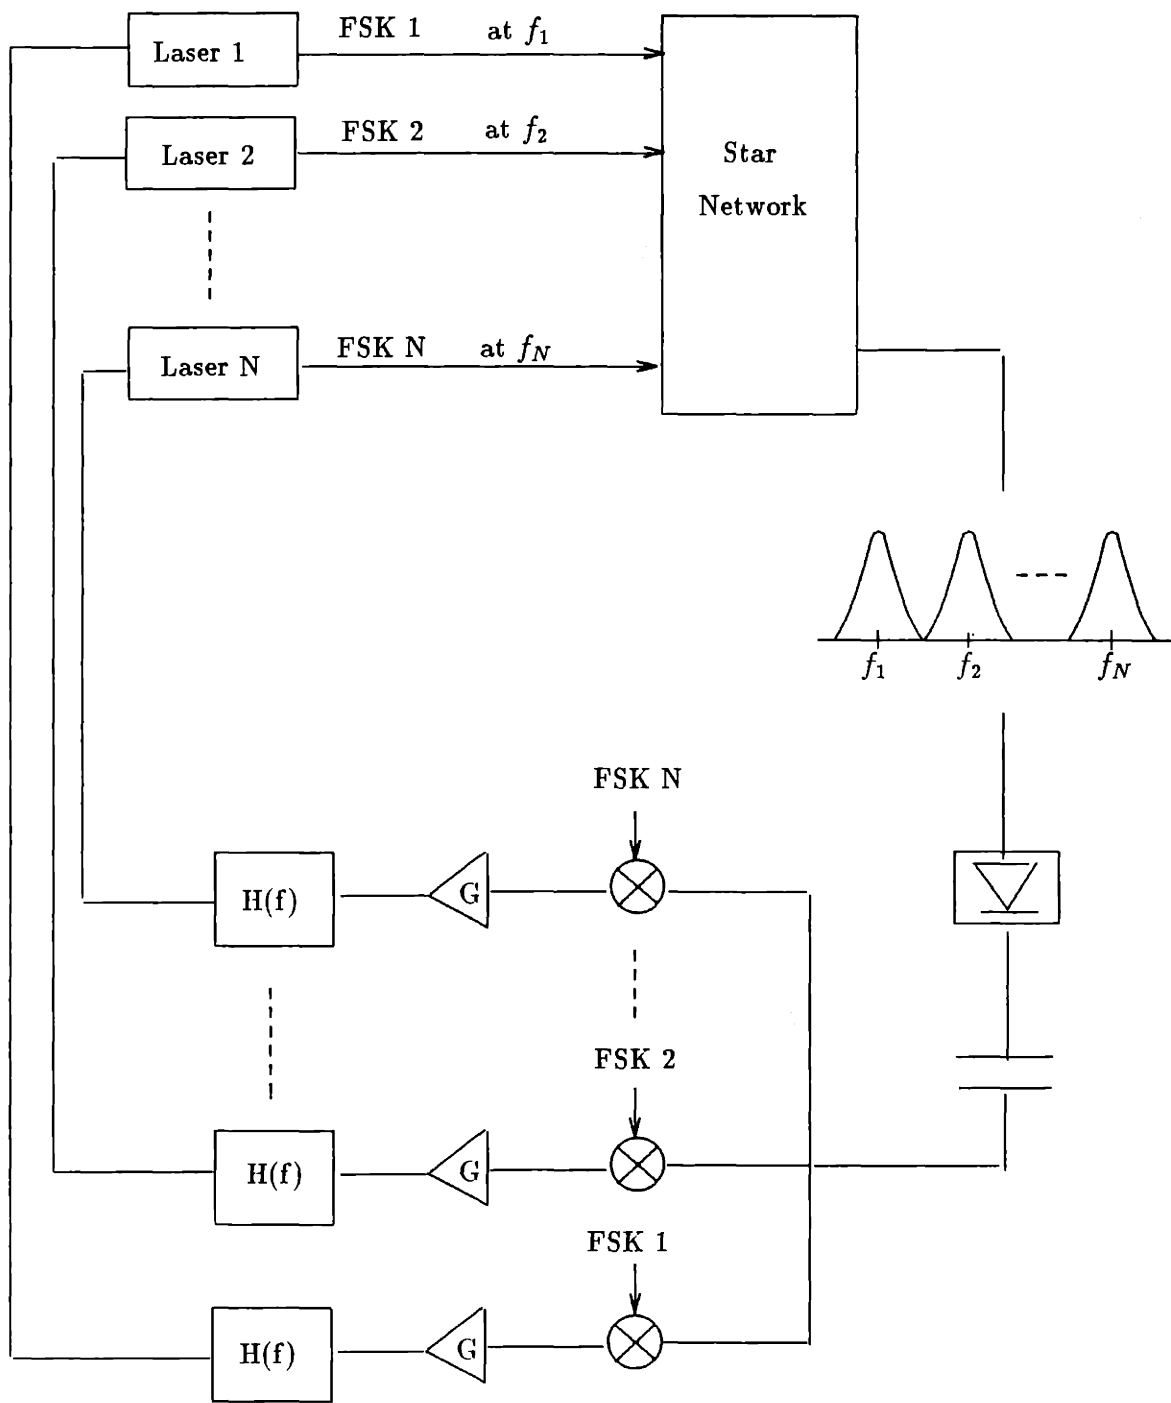 Laser 1
FSK 1 at f₁
Laser 2
FSK 2 at f₂
Star
Network
Laser N
FSK N at f_N
f₁ f₂ f_N
FSK N
H(f) G
FSK 2
H(f) G
FSK 1
H(f) G